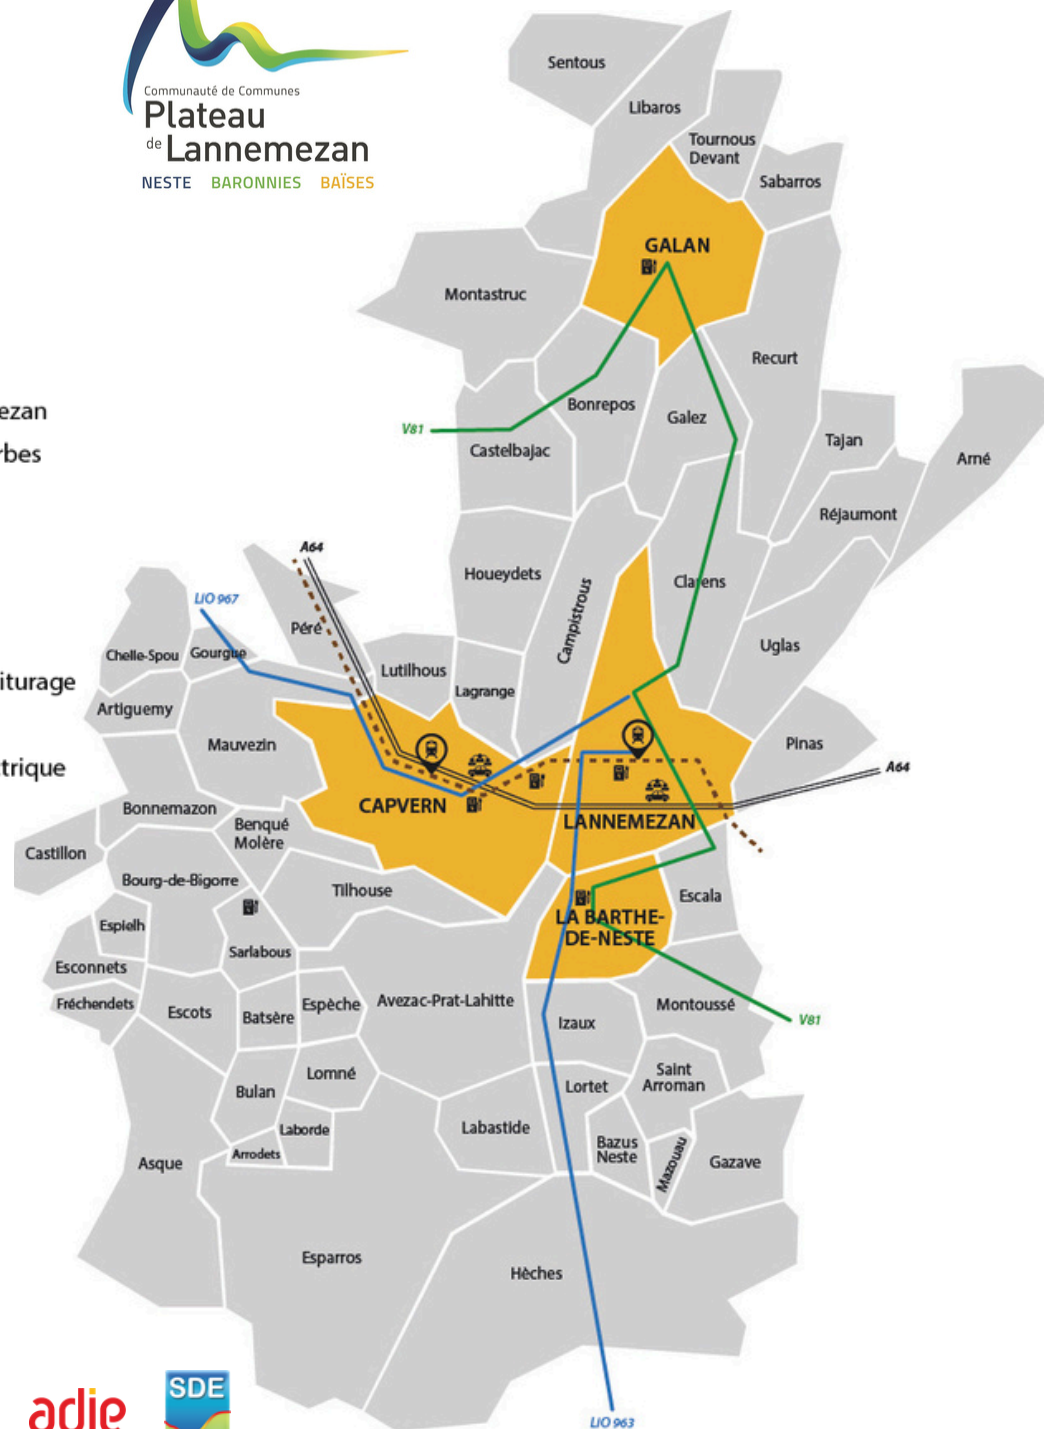 Communauté de Communes
Plateau
de Lannemezan
NESTE BARONNIES BAÏSES
Sentous
Libaros
Tournous
Devant
Sabarros
GALAN
Montastruc
Recurt
Bonrepos
Galez
ezan
V81
Castelbajac
Tajan
rbes
Arné
Réjaumont
A64
Houeydets
Clarens
LIO 967
Campistrous
Péré
Chelle-Spou
Gourgue
Uglas
Lutilhous
iturage
Lagrange
Artiguemy
Mauvezin
Pinas
trique
A64
CAPVERN
Bonnemazon
LANNEMEZAN
Benqué
Molère
Castillon
Bourg-de-Bigorre
Tilhouse
Escala
LA BARTHE-
DE-NESTE
Espielh
Sarlabous
Esconnets
Fréchendets
Escots
Batsère
Espèche
Avezac-Prat-Lahitte
Montoussé
Izaux
V81
Lomné
Saint
Arroman
Bulan
Lortet
Laborde
Labastide
Arrodets
Bazus
Neste
Mazouau
Gazave
Asque
Esparros
Hèches
SDE
adie
LIO 963